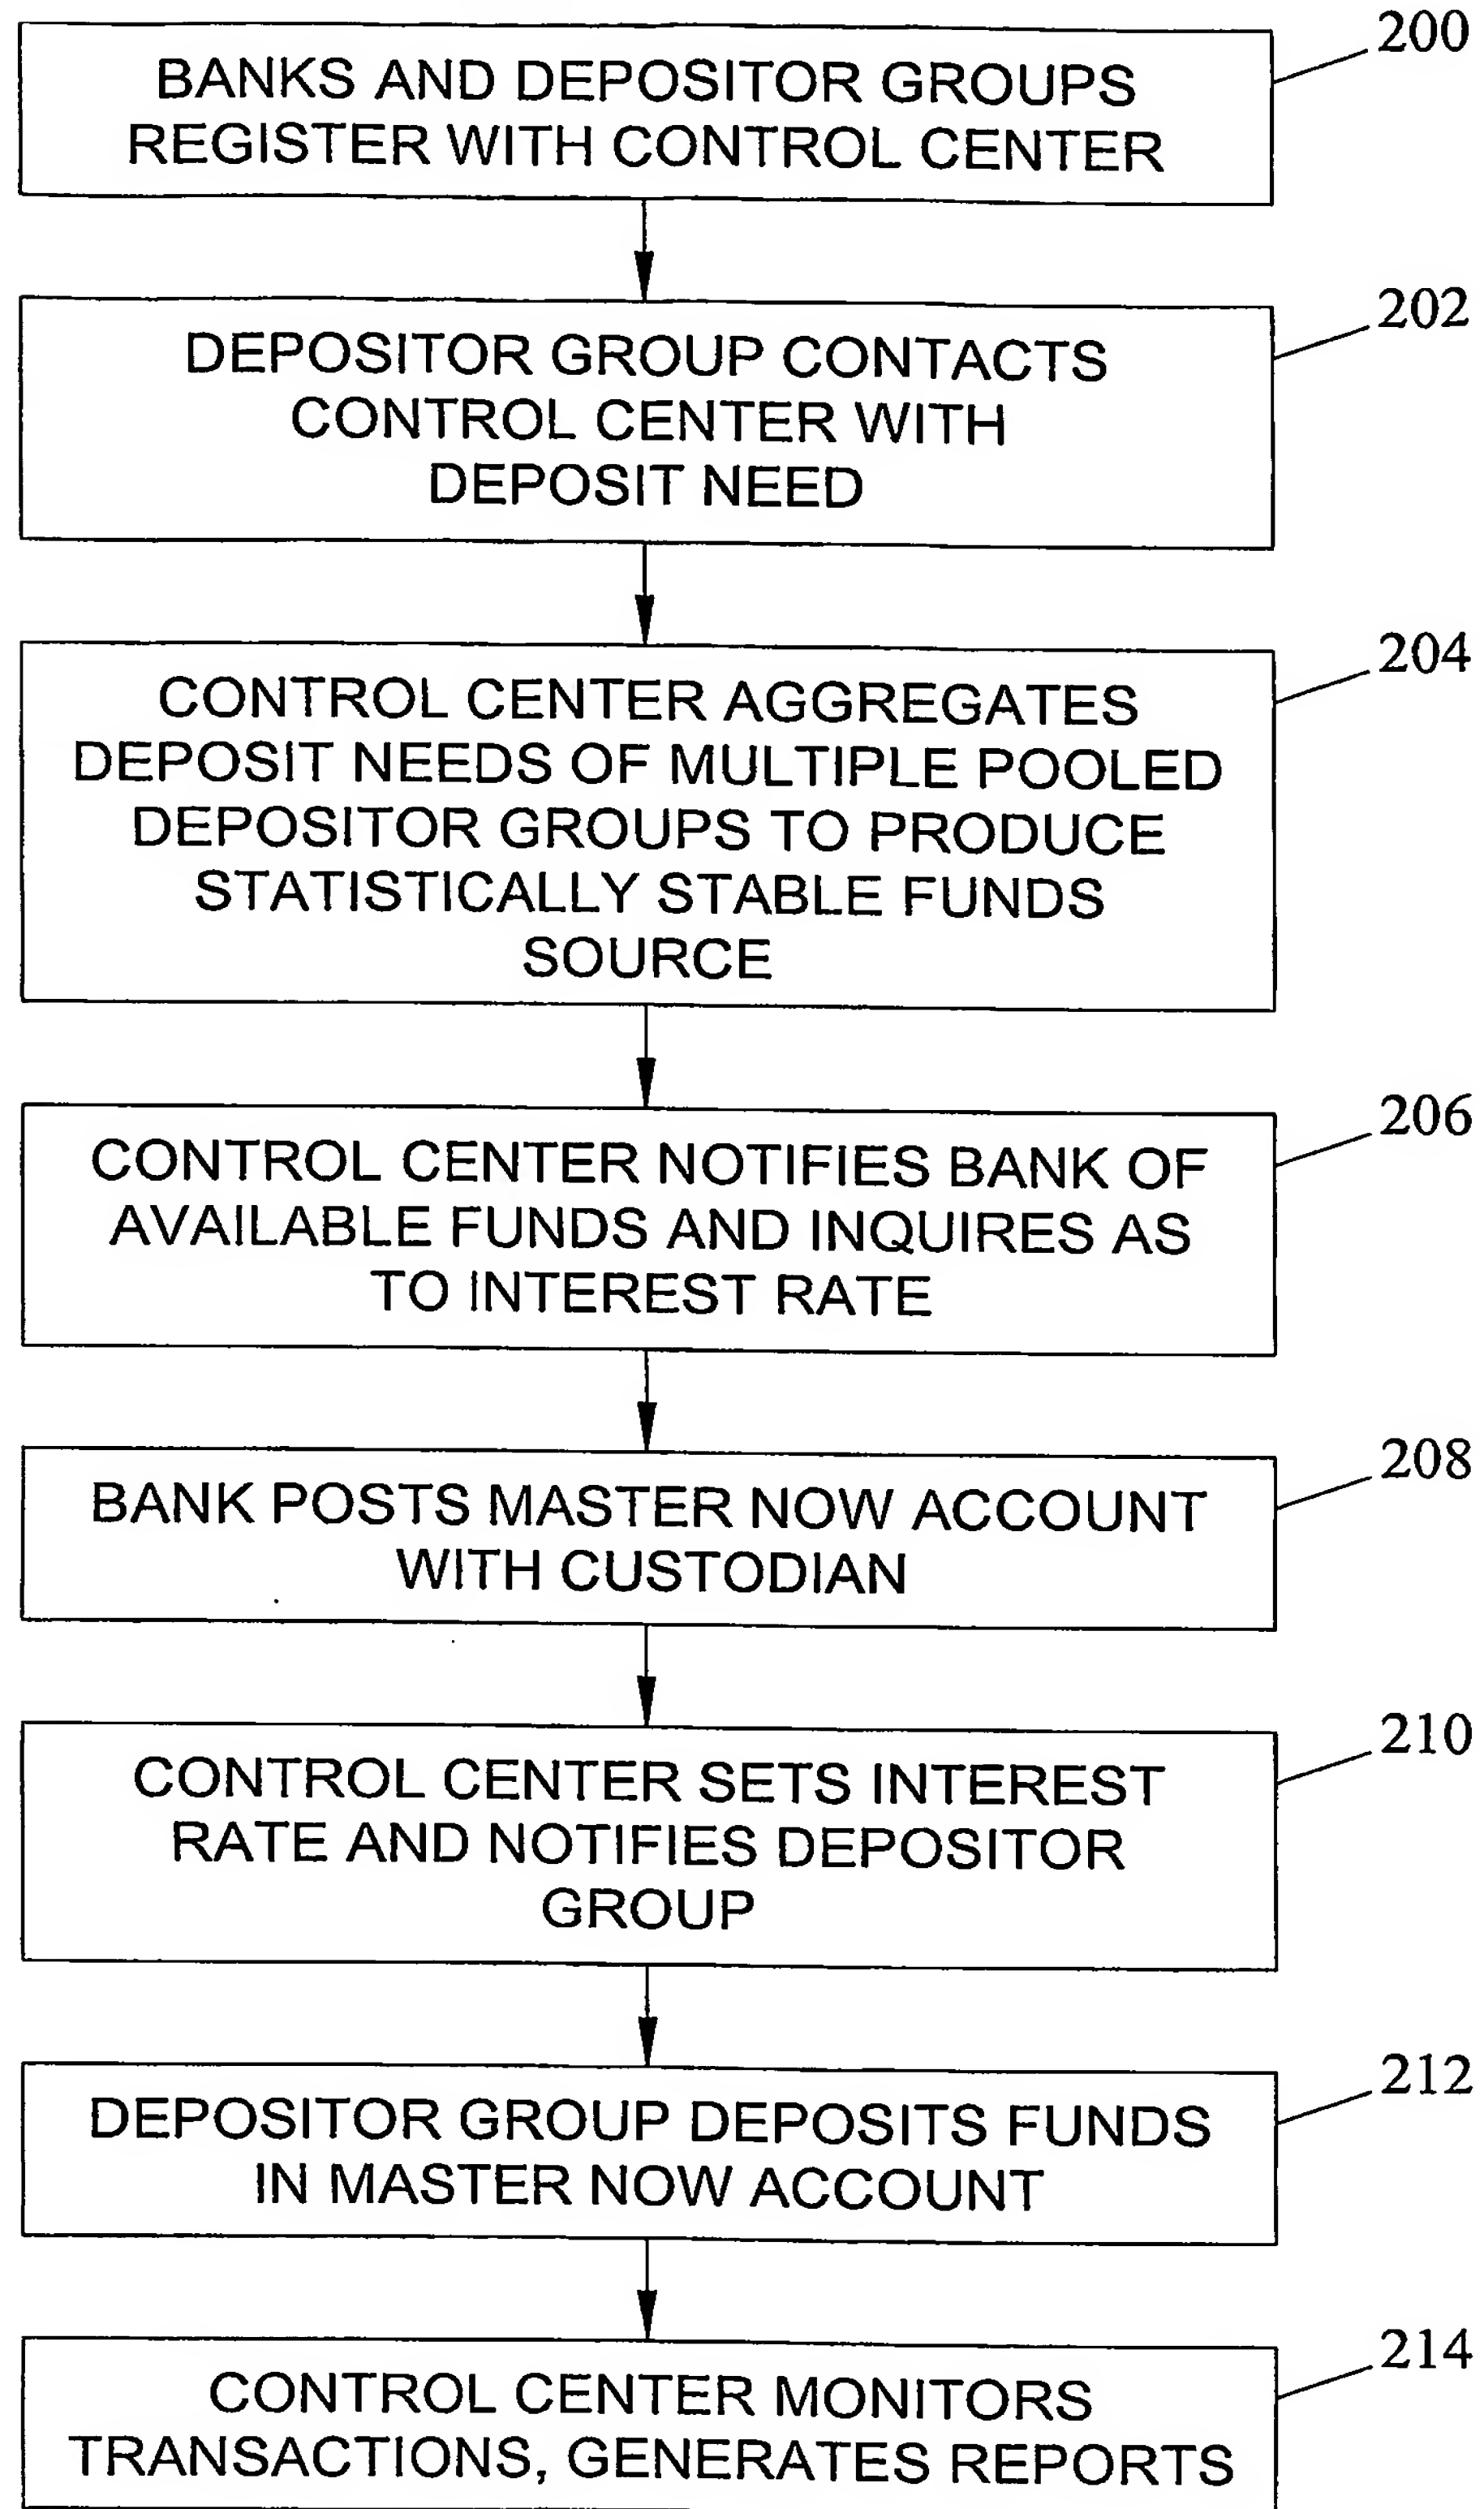 200
BANKS AND DEPOSITOR GROUPS
REGISTER WITH CONTROL CENTER
202
DEPOSITOR GROUP CONTACTS
CONTROL CENTER WITH
DEPOSIT NEED
204
CONTROL CENTER AGGREGATES
DEPOSIT NEEDS OF MULTIPLE POOLED
DEPOSITOR GROUPS TO PRODUCE
STATISTICALLY STABLE FUNDS
SOURCE
206
CONTROL CENTER NOTIFIES BANK OF
AVAILABLE FUNDS AND INQUIRES AS
TO INTEREST RATE
208
BANK POSTS MASTER NOW ACCOUNT
WITH CUSTODIAN
210
CONTROL CENTER SETS INTEREST
RATE AND NOTIFIES DEPOSITOR
GROUP
212
DEPOSITOR GROUP DEPOSITS FUNDS
IN MASTER NOW ACCOUNT
214
CONTROL CENTER MONITORS
TRANSACTIONS, GENERATES REPORTS